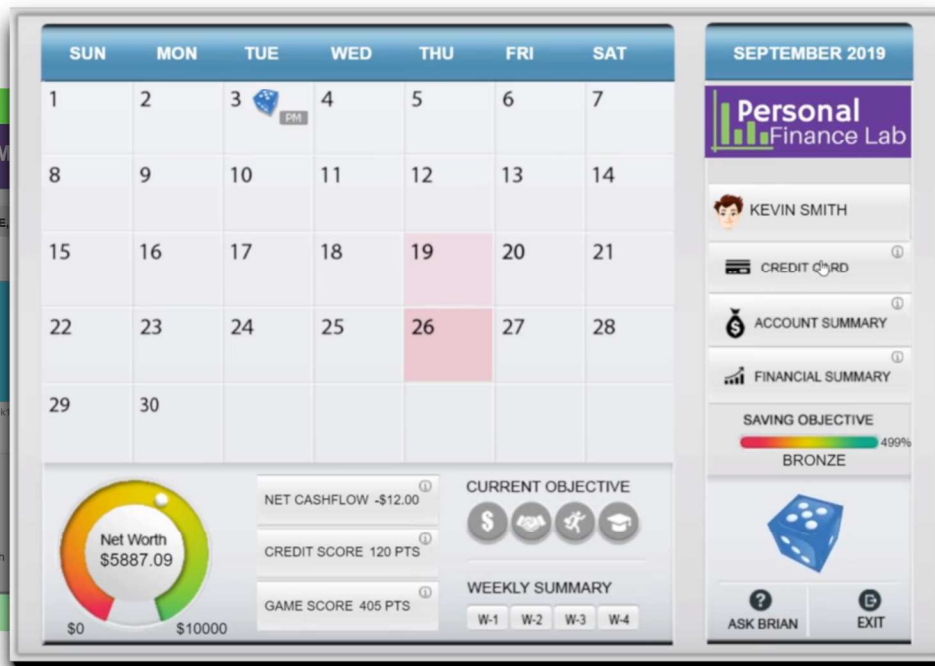 SUN MON TUE WED THU FRI SAT
1 2 3 4 5 6 7
PM
8 9 10 11 12 13 14
15 16 17 18 19 20 21
22 23 24 25 26 27 28
29 30
Net Worth
$5887.09
$0 $10000
NET CASHFLOW -$12.00
CREDIT SCORE 120 PTS
GAME SCORE 405 PTS
CURRENT OBJECTIVE
WEEKLY SUMMARY
W-1 W-2 W-3 W-4
SEPTEMBER 2019
Personal
Finance Lab
KEVIN SMITH
CREDIT CARD
ACCOUNT SUMMARY
FINANCIAL SUMMARY
SAVING OBJECTIVE
499%
BRONZE
ASK BRIAN
EXIT